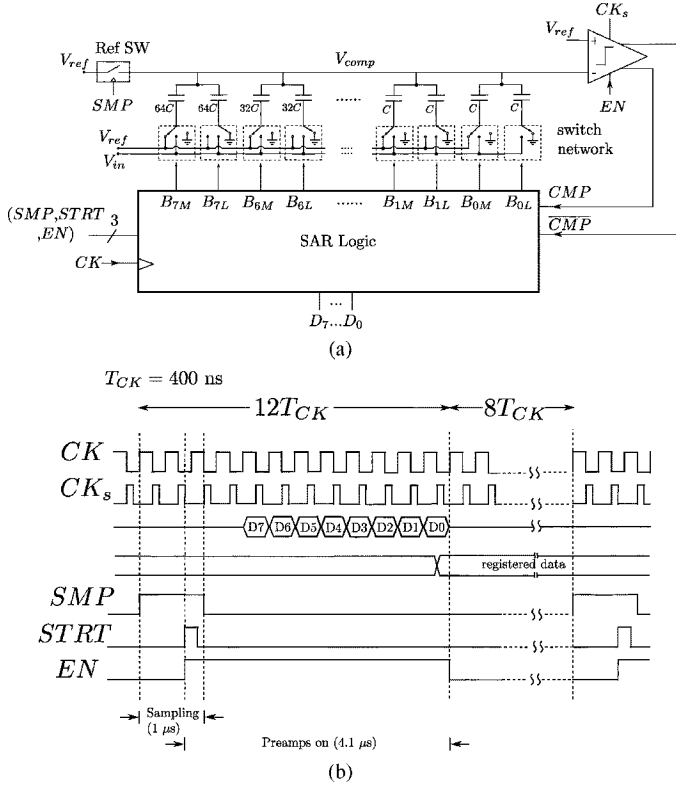 CK_s
V_ref
Ref SW
V_ref
V_comp
SMP
+
-
EN
64C 64C 32C 32C ...... C C C C
V_ref
V_in
switch network
B_7M B_7L B_6M B_6L ...... B_1M B_1L B_0M B_0L
CMP
CMP
(SMP,STRT ,EN) 3
SAR Logic
CK
...
D_7...D_0
(a)
T_CK = 400 ns
12T_CK 8T_CK
CK
CK_s
D7 D6 D5 D4 D3 D2 D1 D0
registered data
SMP
STRT
EN
Sampling
(1 μs)
Preamps on (4.1 μs)
(b)